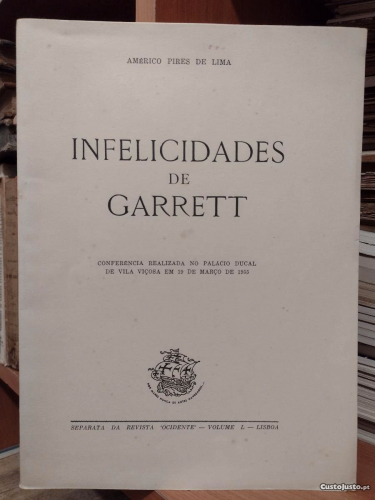 AMÉRICO PIRES DE LIMA
INFELICIDADES
DE
GARRETT
CONFERENCIA REALIZADA NO PALACIO DUCAL
DE VILA VIÇOSA EM 19 DE MARÇO DE 1955
SEPARATA DA REVISTA 'OCIDENTE' — VOLUME L — LISBOA
CustoJusto.pt